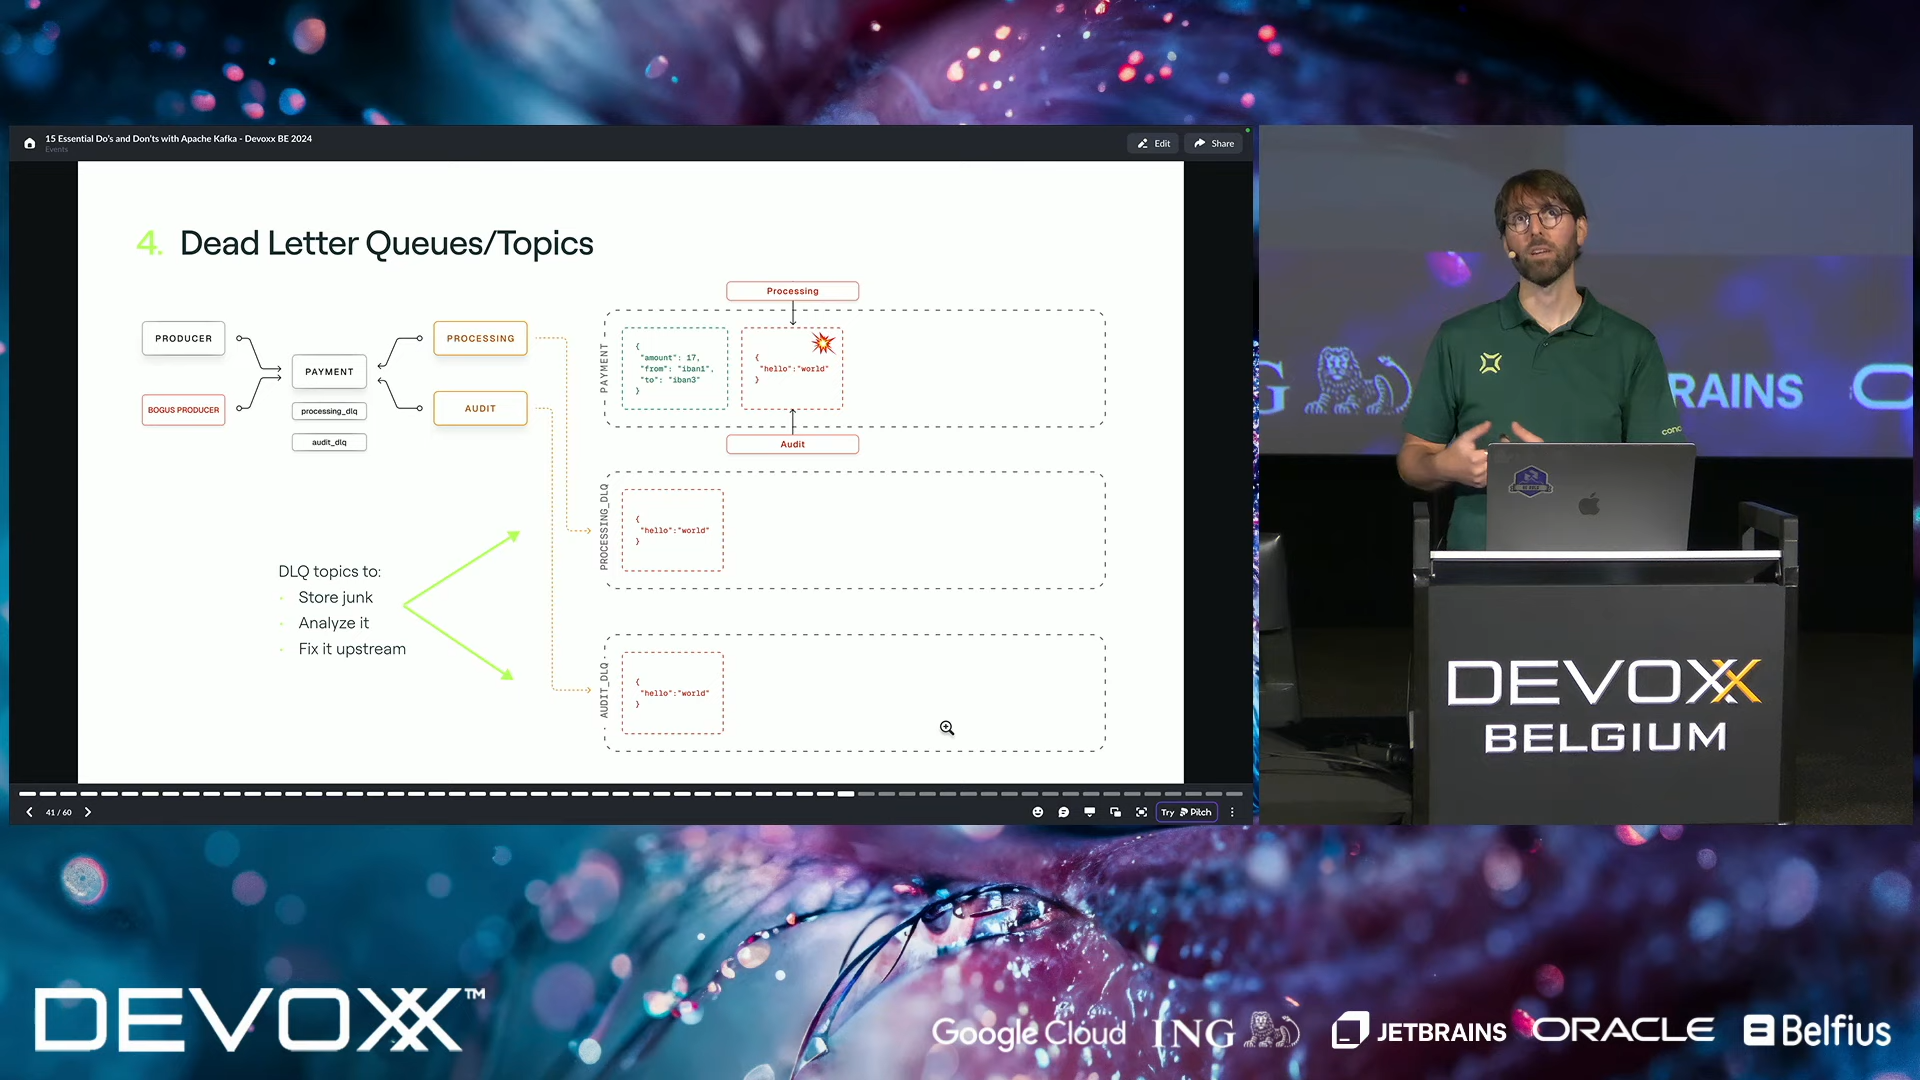 15 Essential Do's and Don'ts with Apache Kafka - Devoxx BE 2024
Events
Edit
Share
4. Dead Letter Queues/Topics
PRODUCER
BOGUS PRODUCER
PAYMENT
processing_dlq
audit_dlq
PROCESSING
AUDIT
DLQ topics to:
- Store junk
- Analyze it
- Fix it upstream
Processing
PAYMENT
{
"amount": 17,
"from": "iban1",
"to": "iban3"
}
{
"hello":"world"
}
Audit
PROCESSING_DLQ
{
"hello":"world"
}
AUDIT_DLQ
{
"hello":"world"
}
41 / 60
Try Pitch
G
RAINS
conc
DEVOXX
BELGIUM
DEVOXX™
Google Cloud
ING
JETBRAINS
ORACLE
Belfius